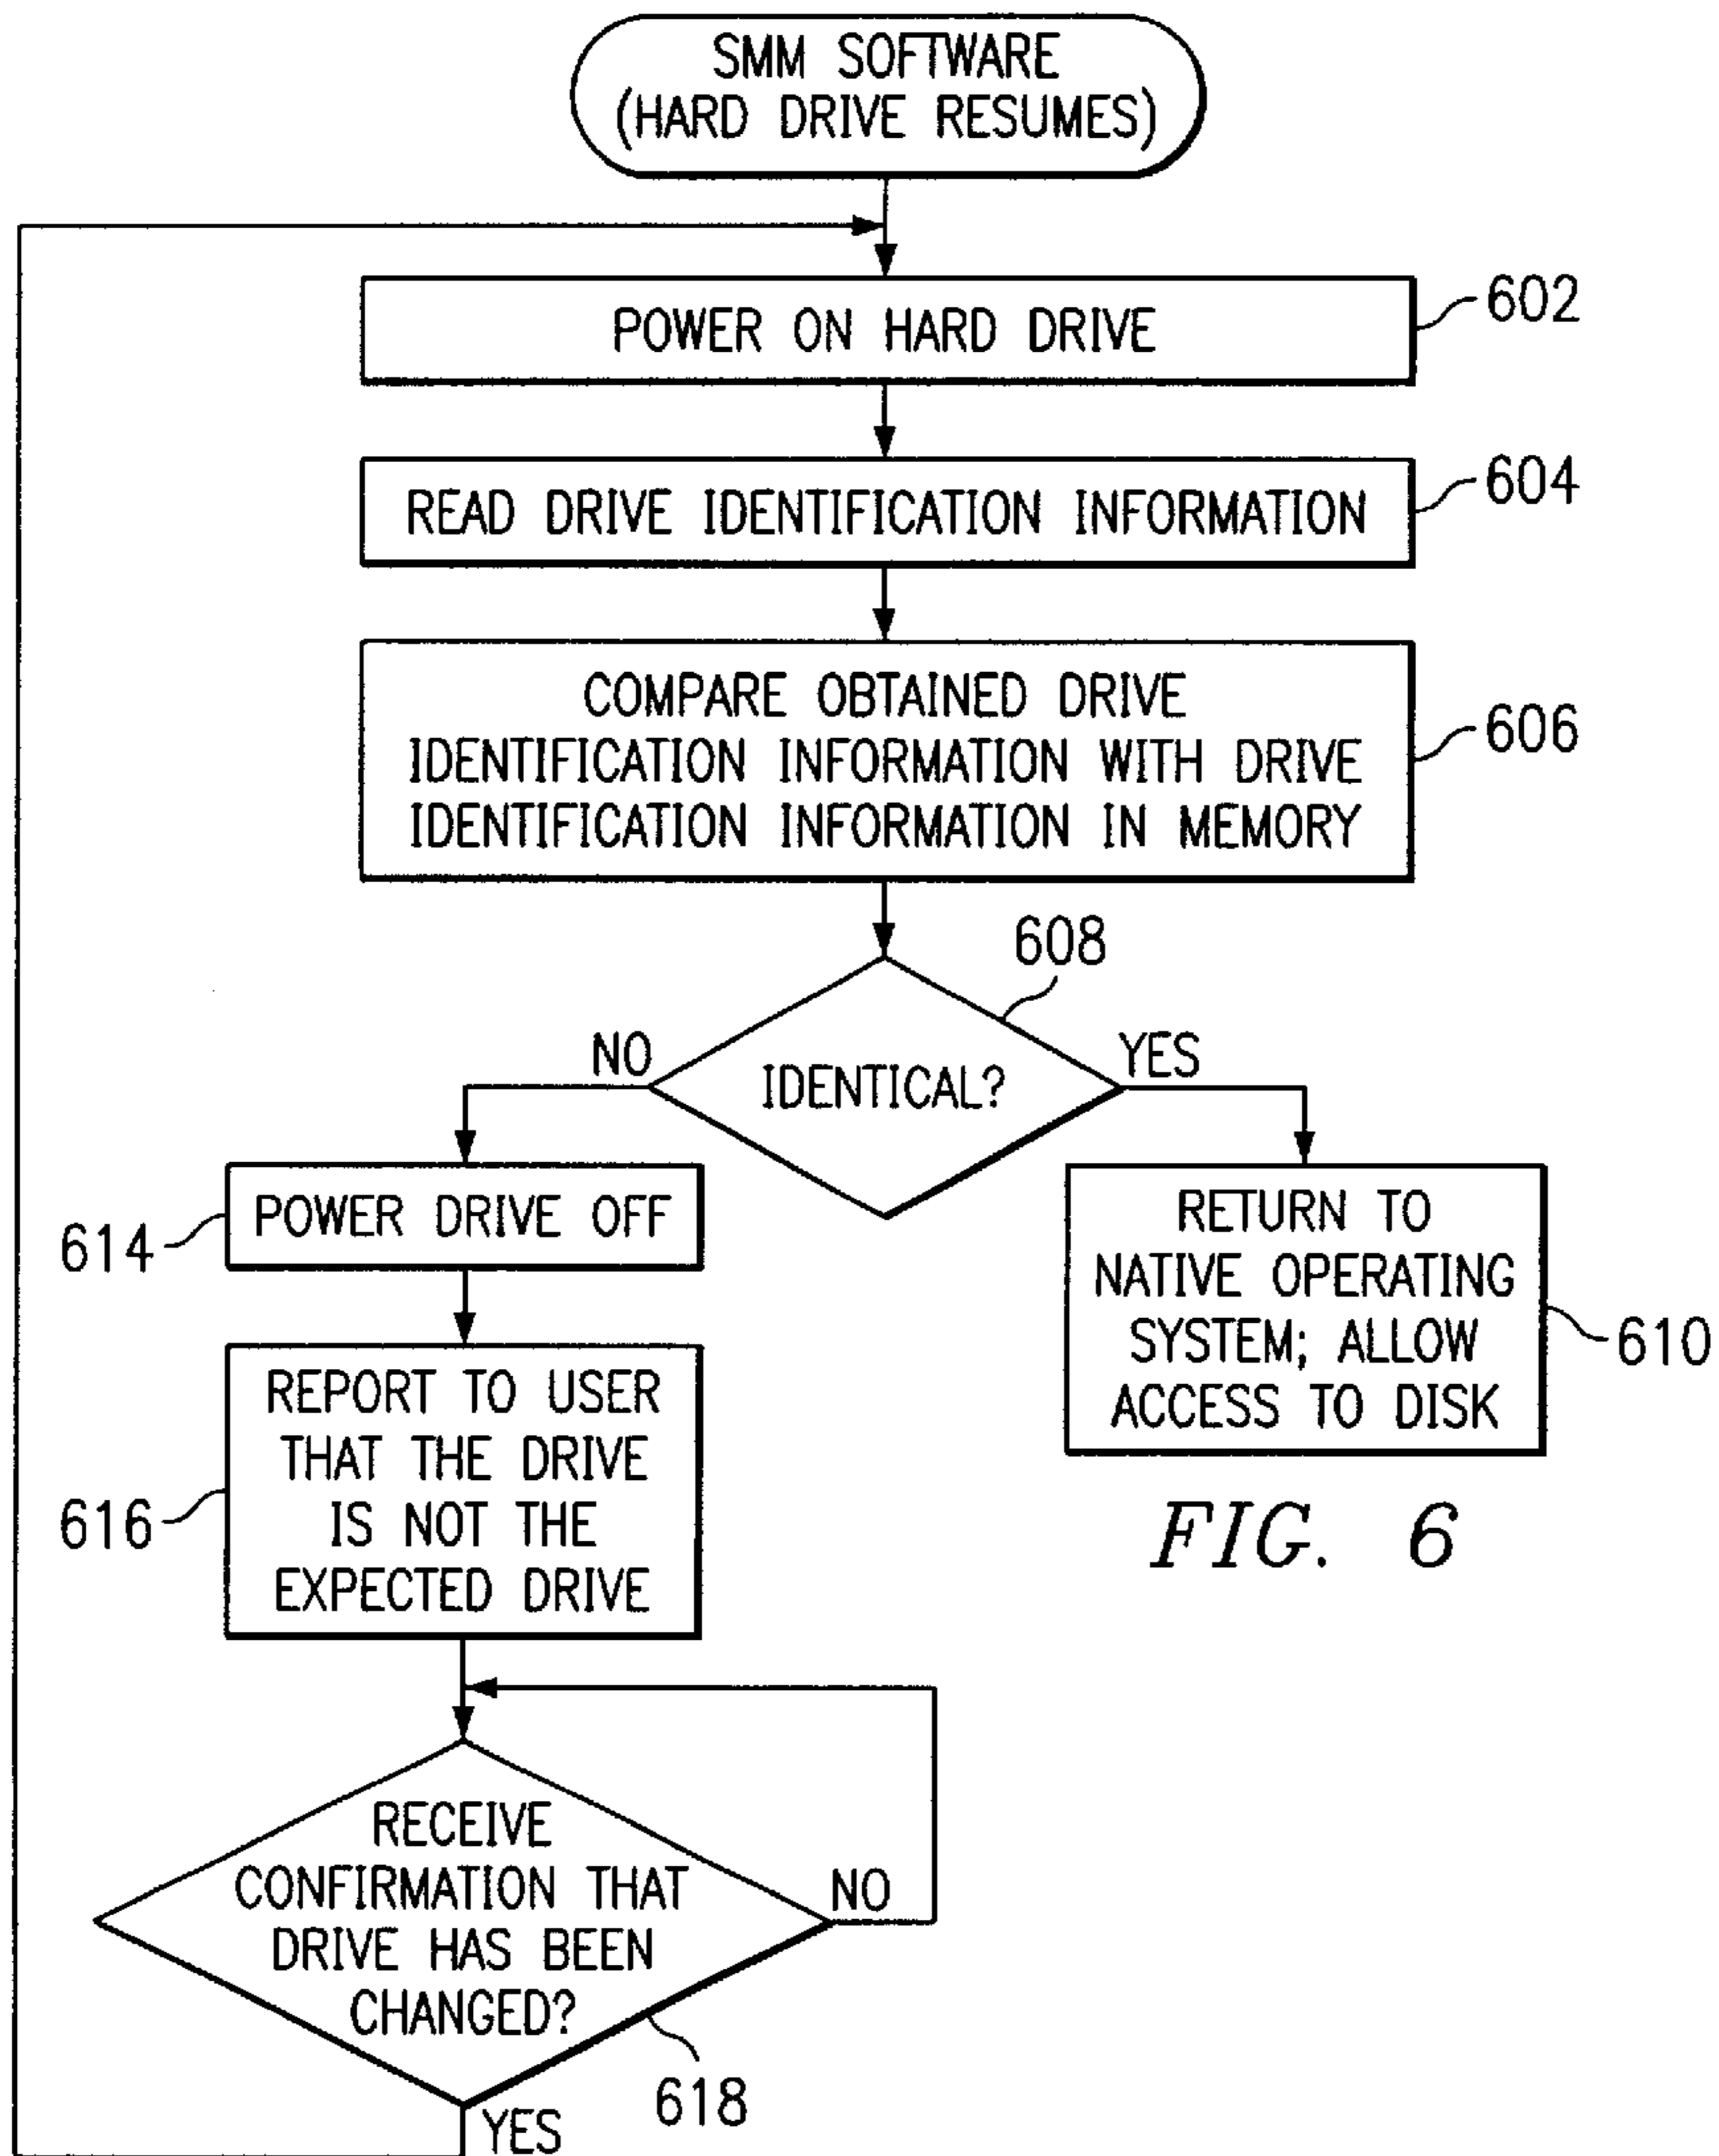 SMM SOFTWARE
(HARD DRIVE RESUMES)
POWER ON HARD DRIVE
602
READ DRIVE IDENTIFICATION INFORMATION
604
COMPARE OBTAINED DRIVE
IDENTIFICATION INFORMATION WITH DRIVE
IDENTIFICATION INFORMATION IN MEMORY
606
608
IDENTICAL?
NO
YES
POWER DRIVE OFF
614
RETURN TO
NATIVE OPERATING
SYSTEM; ALLOW
ACCESS TO DISK
610
REPORT TO USER
THAT THE DRIVE
IS NOT THE
EXPECTED DRIVE
616
FIG. 6
RECEIVE
CONFIRMATION THAT
DRIVE HAS BEEN
CHANGED?
NO
618
YES